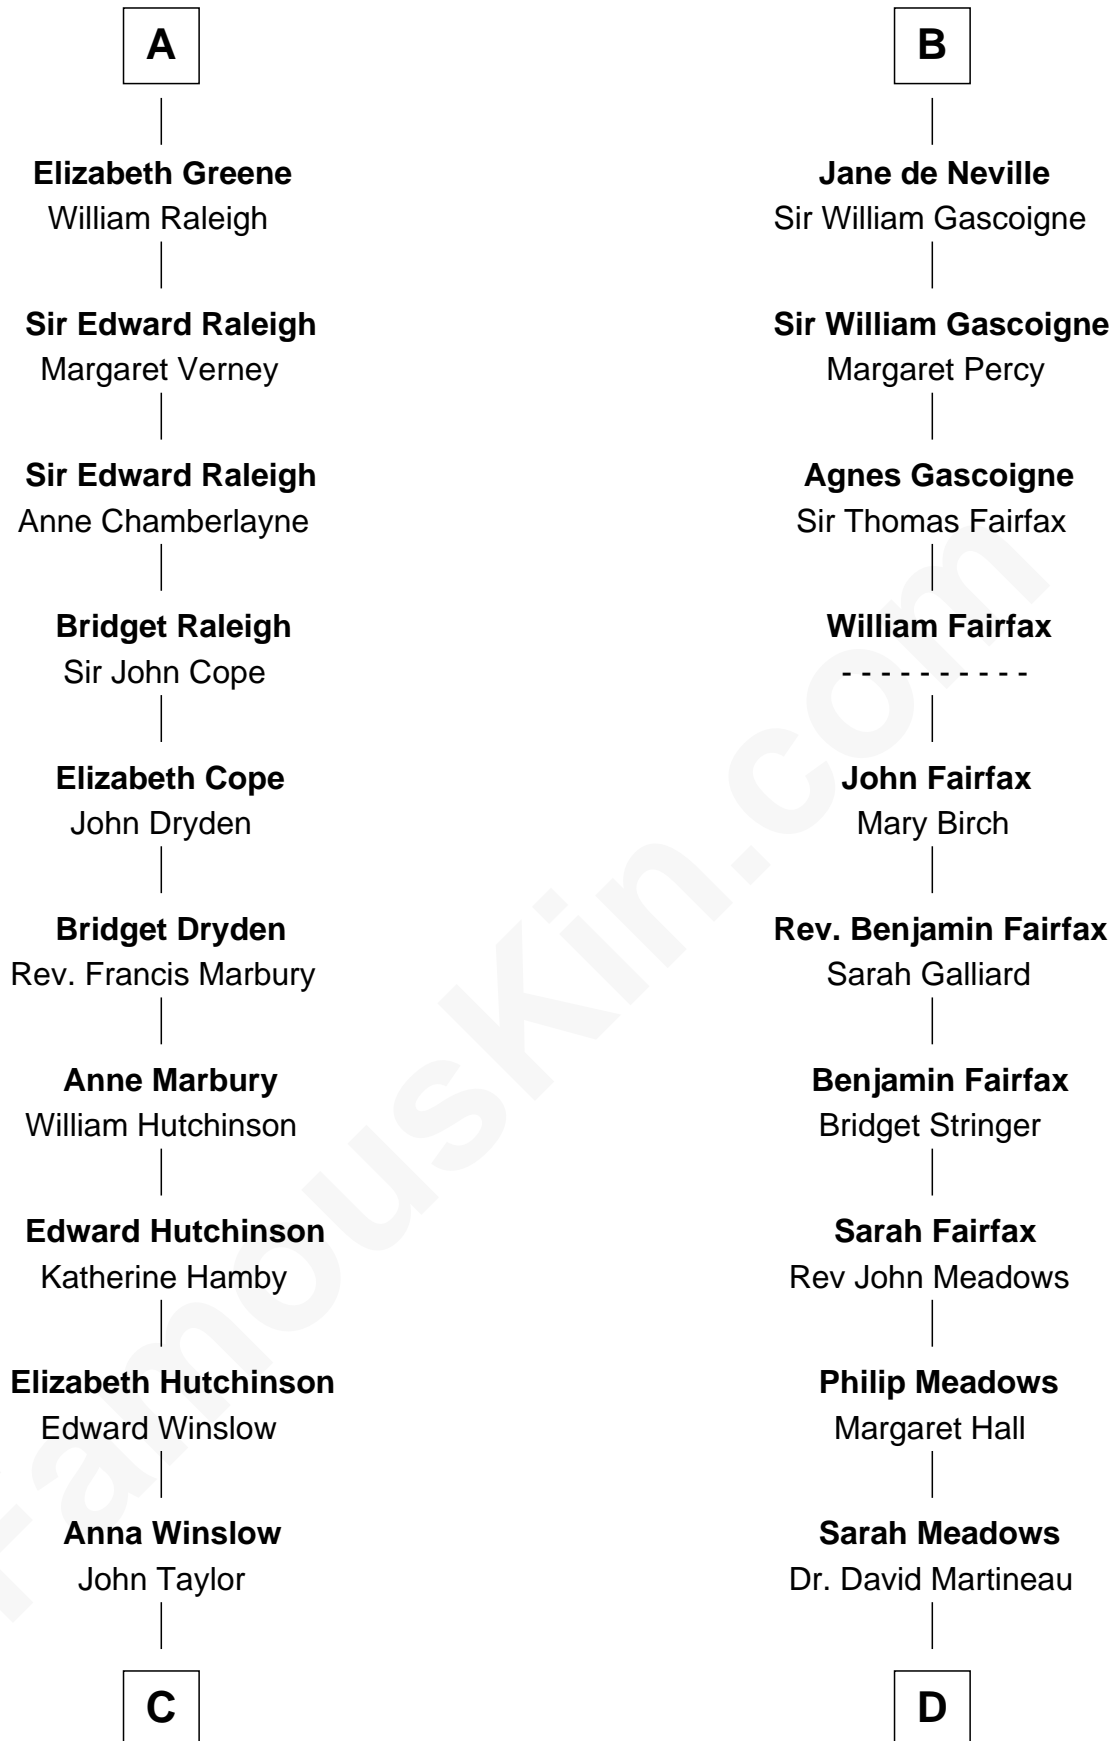 A
Elizabeth Greene
William Raleigh
Sir Edward Raleigh
Margaret Verney
Sir Edward Raleigh
Anne Chamberlayne
Bridget Raleigh
Sir John Cope
Elizabeth Cope
John Dryden
Bridget Dryden
Rev. Francis Marbury
Anne Marbury
William Hutchinson
Edward Hutchinson
Katherine Hamby
Elizabeth Hutchinson
Edward Winslow
Anna Winslow
John Taylor
C
B
Jane de Neville
Sir William Gascoigne
Sir William Gascoigne
Margaret Percy
Agnes Gascoigne
Sir Thomas Fairfax
William Fairfax
- - - - - - - - - -
John Fairfax
Mary Birch
Rev. Benjamin Fairfax
Sarah Galliard
Benjamin Fairfax
Bridget Stringer
Sarah Fairfax
Rev John Meadows
Philip Meadows
Margaret Hall
Sarah Meadows
Dr. David Martineau
D
FamousKin.com